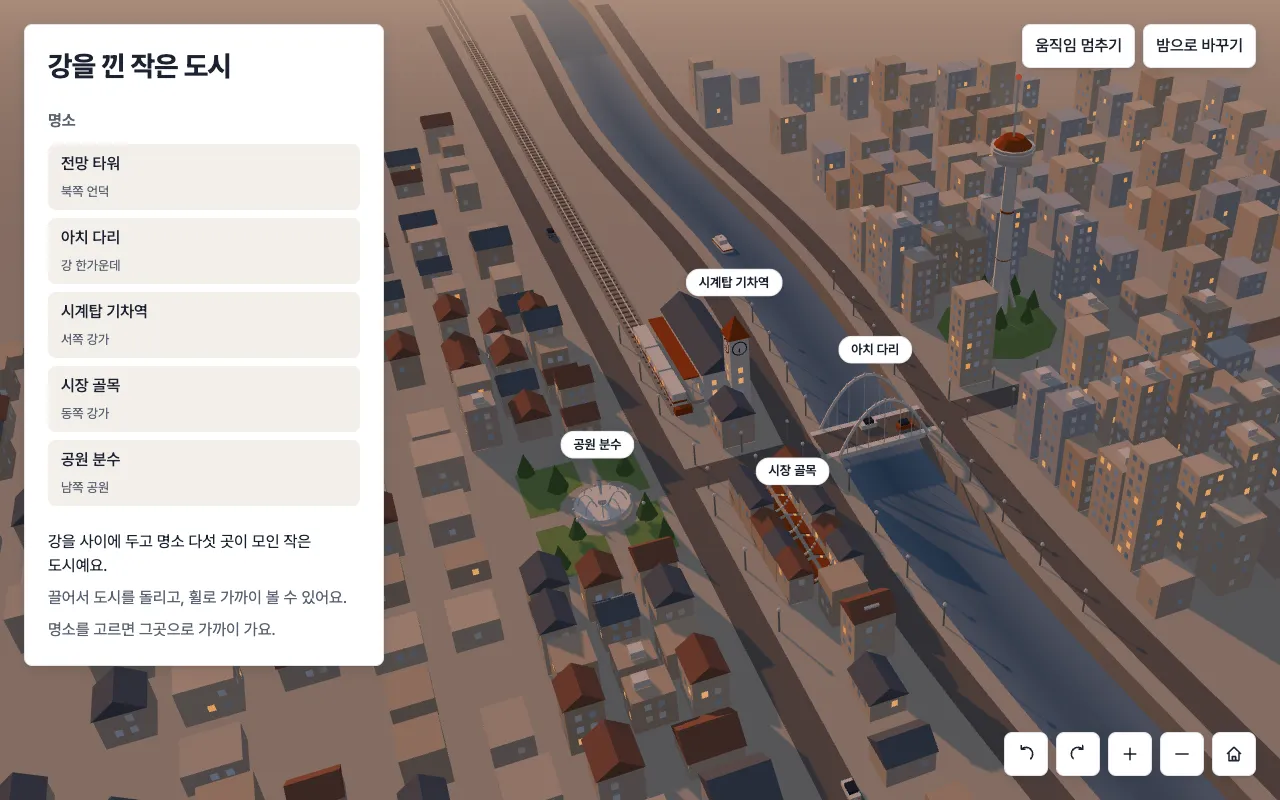 강을 낀 작은 도시
움직임 멈추기
밤으로 바꾸기
명소
전망 타워
북쪽 언덕
아치 다리
강 한가운데
시계탑 기차역
서쪽 강가
시장 골목
동쪽 강가
공원 분수
남쪽 공원
강을 사이에 두고 명소 다섯 곳이 모인 작은
도시예요.
끌어서 도시를 돌리고, 휠로 가까이 볼 수 있어요.
명소를 고르면 그곳으로 가까이 가요.
시계탑 기차역
아치 다리
공원 분수
시장 골목